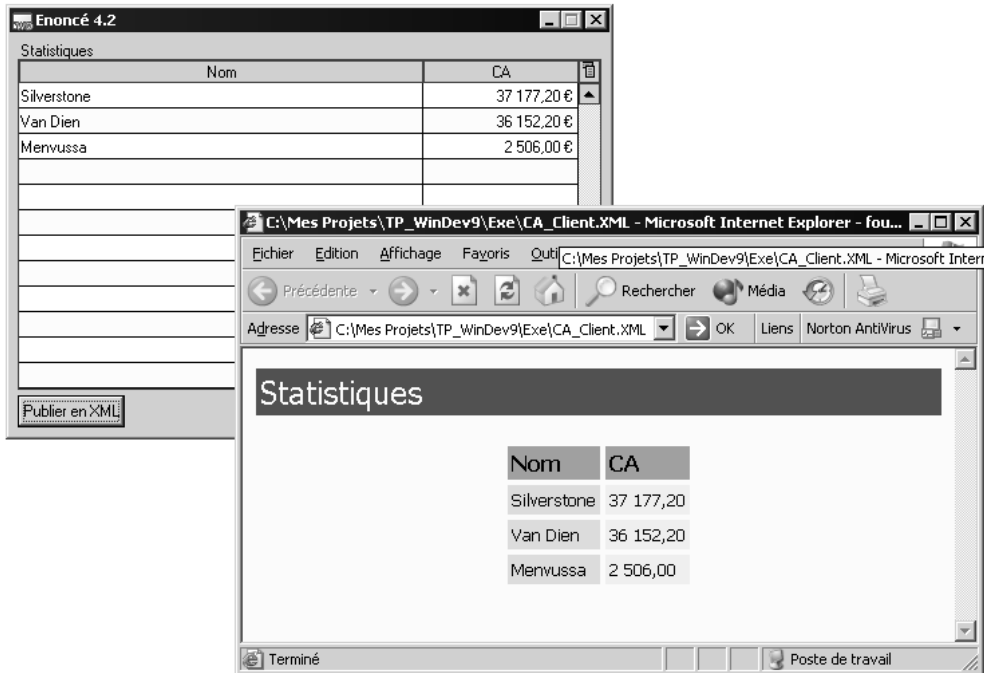 Enoncé 4.2
Statistiques
Nom CA
Silverstone 37 177,20 €
Van Dien 36 152,20 €
Menvussa 2 506,00 €
Publier en XML
C:\Mes Projets\TP_WinDev9\Exe\CA_Client.XML - Microsoft Internet Explorer - fou...
Fichier Edition Affichage Favoris Outi
C:\Mes Projets\TP_WinDev9\Exe\CA_Client.XML - Microsoft Intern
Précédente Rechercher Média
Adresse C:\Mes Projets\TP_WinDev9\Exe\CA_Client.XML OK Liens Norton AntiVirus
Statistiques
Nom CA
Silverstone 37 177,20
Van Dien 36 152,20
Menvussa 2 506,00
Terminé Poste de travail